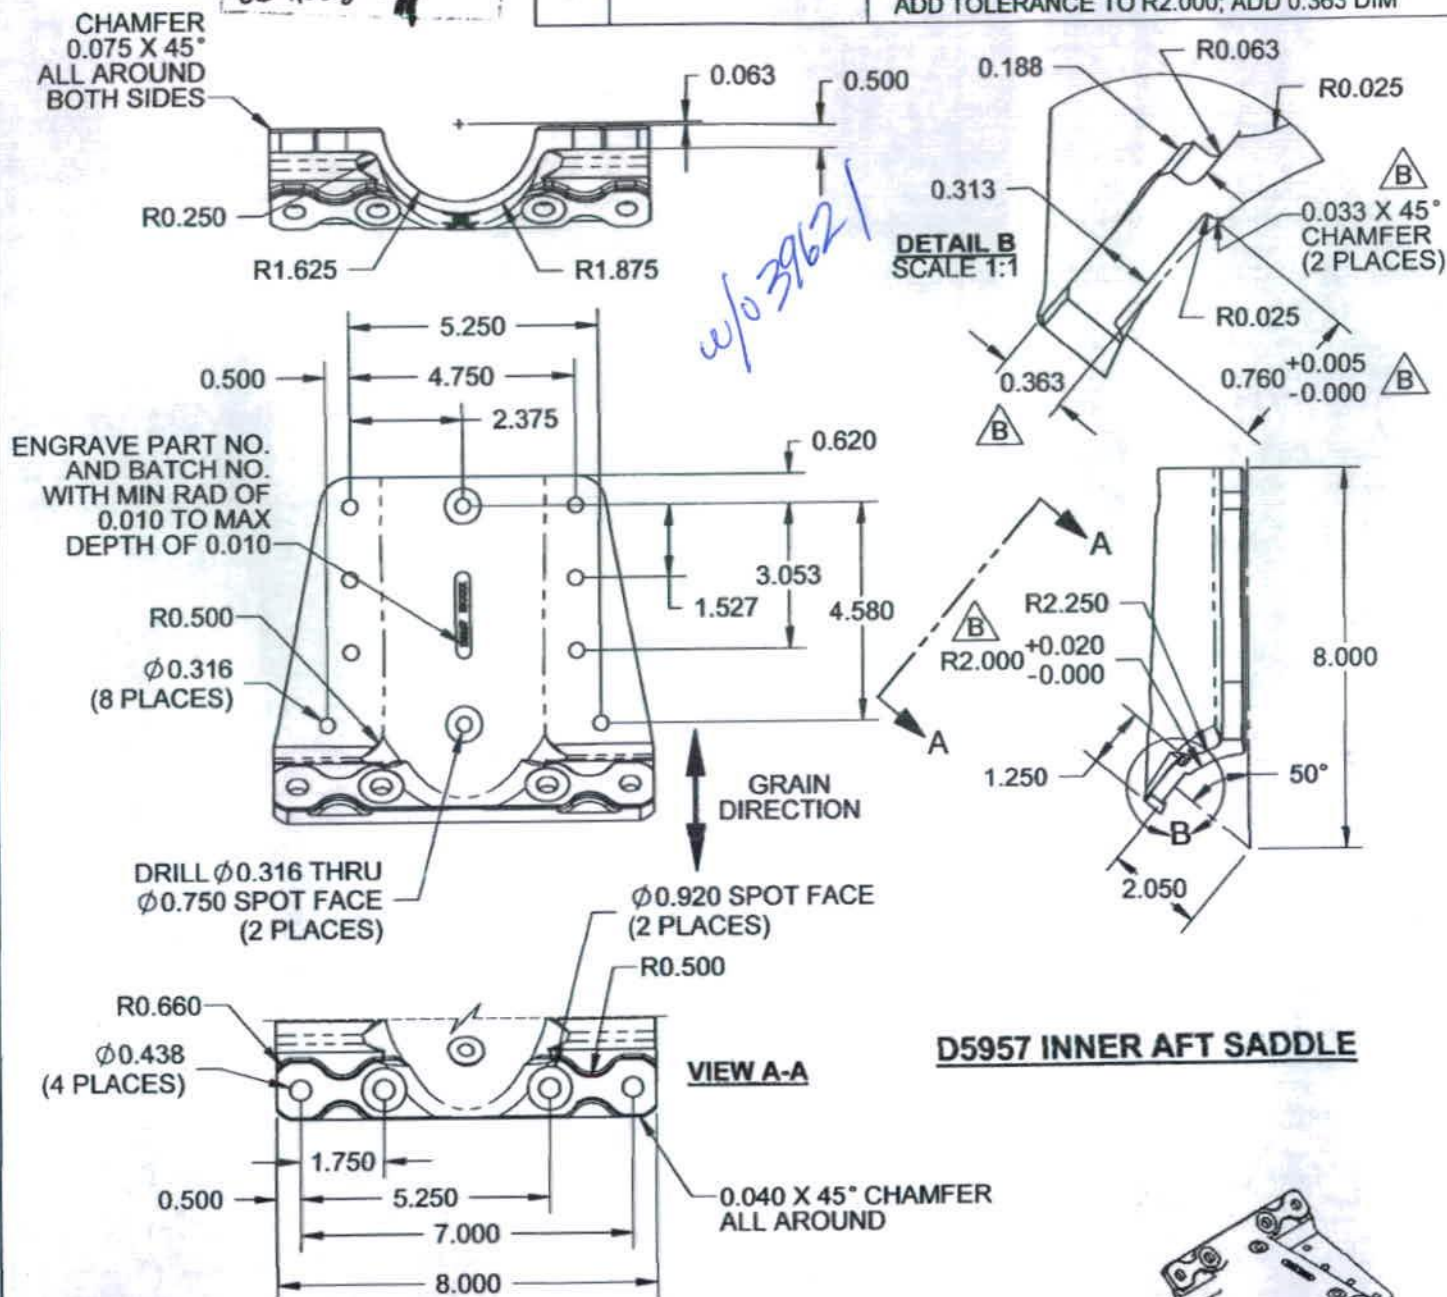 ADD TOLERANCE TO R2.000; ADD 0.363 DIM
CHAMFER
0.075 X 45°
ALL AROUND
BOTH SIDES
0.063
0.500
R0.250
R1.625
R1.875
w/o 39621
0.188
R0.063
R0.025
0.313
DETAIL B
SCALE 1:1
B
0.033 X 45°
CHAMFER
(2 PLACES)
R0.025
0.363
B
0.760 +0.005
-0.000
B
5.250
0.500
4.750
2.375
0.620
ENGRAVE PART NO.
AND BATCH NO.
WITH MIN RAD OF
0.010 TO MAX
DEPTH OF 0.010
R0.500
Ø0.316
(8 PLACES)
3.053
1.527
4.580
A
A
R2.250
B
R2.000 +0.020
-0.000
8.000
1.250
50°
B
2.050
GRAIN
DIRECTION
DRILL Ø0.316 THRU
Ø0.750 SPOT FACE
(2 PLACES)
Ø0.920 SPOT FACE
(2 PLACES)
R0.500
R0.660
Ø0.438
(4 PLACES)
VIEW A-A
D5957 INNER AFT SADDLE
1.750
0.500
5.250
7.000
8.000
0.040 X 45° CHAMFER
ALL AROUND